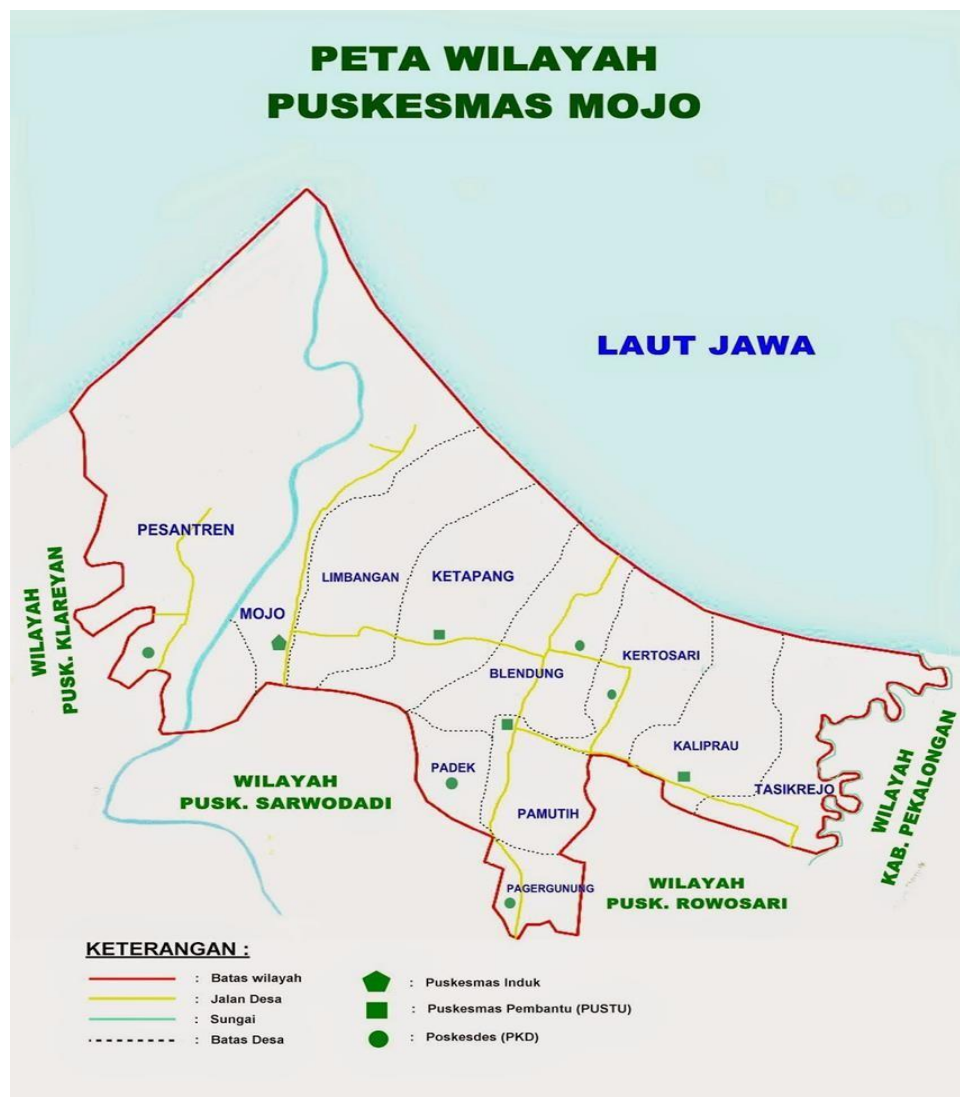 PETA WILAYAH
PUSKESMAS MOJO
LAUT JAWA
PESANTREN
LIMBANGAN
KETAPANG
MOJO
WILAYAH
PUSK. KLAREYAN
KERTOSARI
BLENDUNG
KALIPRAU
PADEK
WILAYAH
PUSK. SARWODADI
TASIKREJO
PAMUTIH
WILAYAH
KAB. PEKALONGAN
PAGERGUNUNG
WILAYAH
PUSK. ROWOSARI
KETERANGAN :
: Batas wilayah
: Jalan Desa
: Sungai
: Batas Desa
: Puskesmas Induk
: Puskesmas Pembantu (PUSTU)
: Poskesdes (PKD)